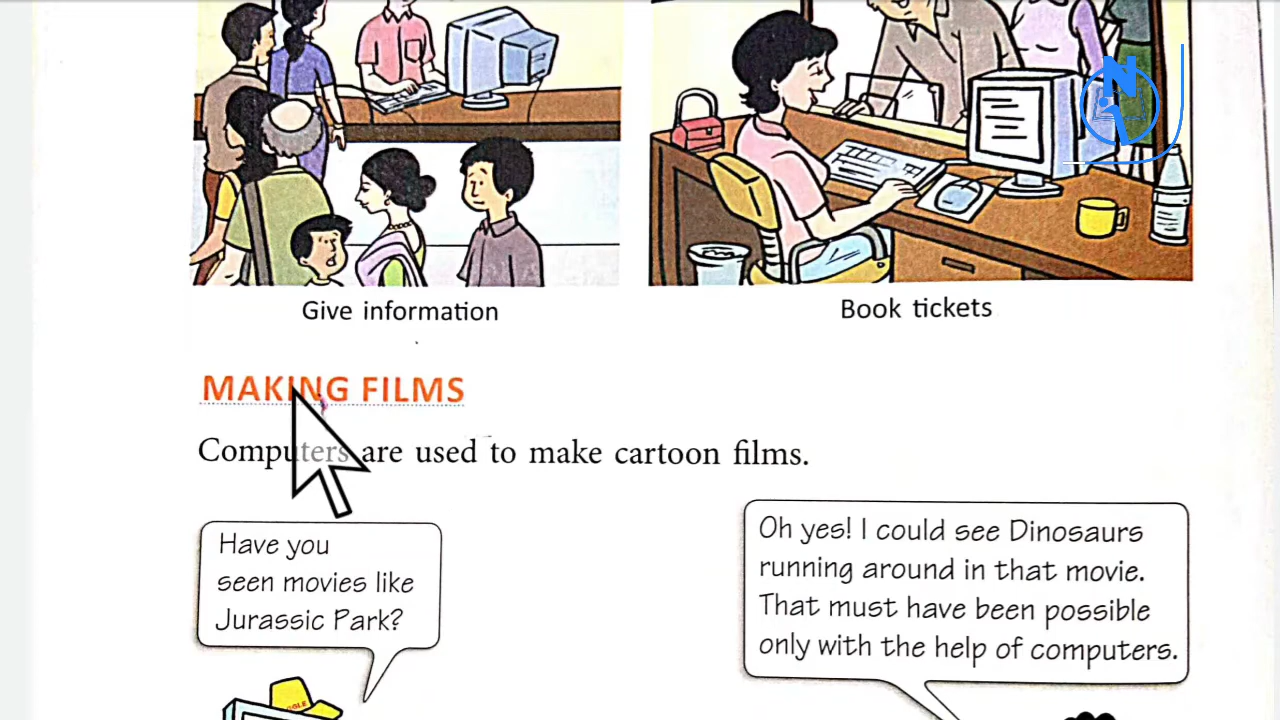 Give information
Book tickets
MAKING FILMS
Computers are used to make cartoon films.
Have you
seen movies like
Jurassic Park?
Oh yes! I could see Dinosaurs
running around in that movie.
That must have been possible
only with the help of computers.